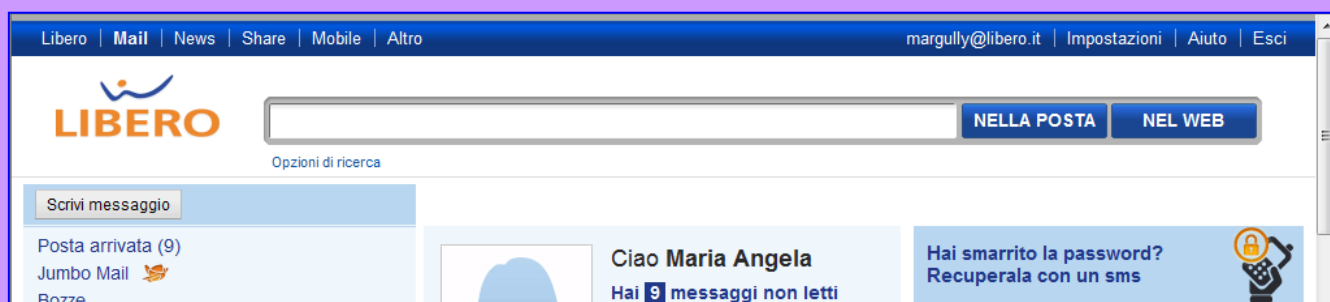 Libero | Mail | News | Share | Mobile | Altro
margully@libero.it | Impostazioni | Aiuto | Esci
LIBERO
NELLA POSTA
NEL WEB
Opzioni di ricerca
Scrivi messaggio
Posta arrivata (9)
Jumbo Mail
Bozze
Ciao Maria Angela
Hai 9 messaggi non letti
Hai smarrito la password?
Recuperala con un sms